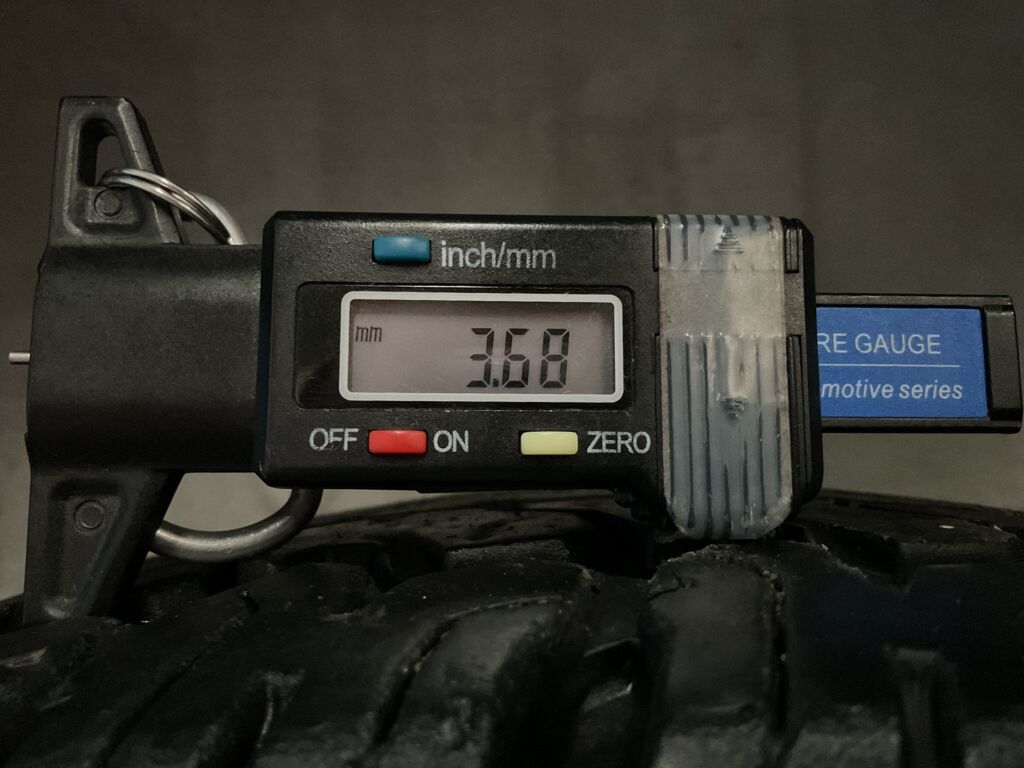 inch/mm
mm 3.68
OFF ON ZERO
RE GAUGE
motive series